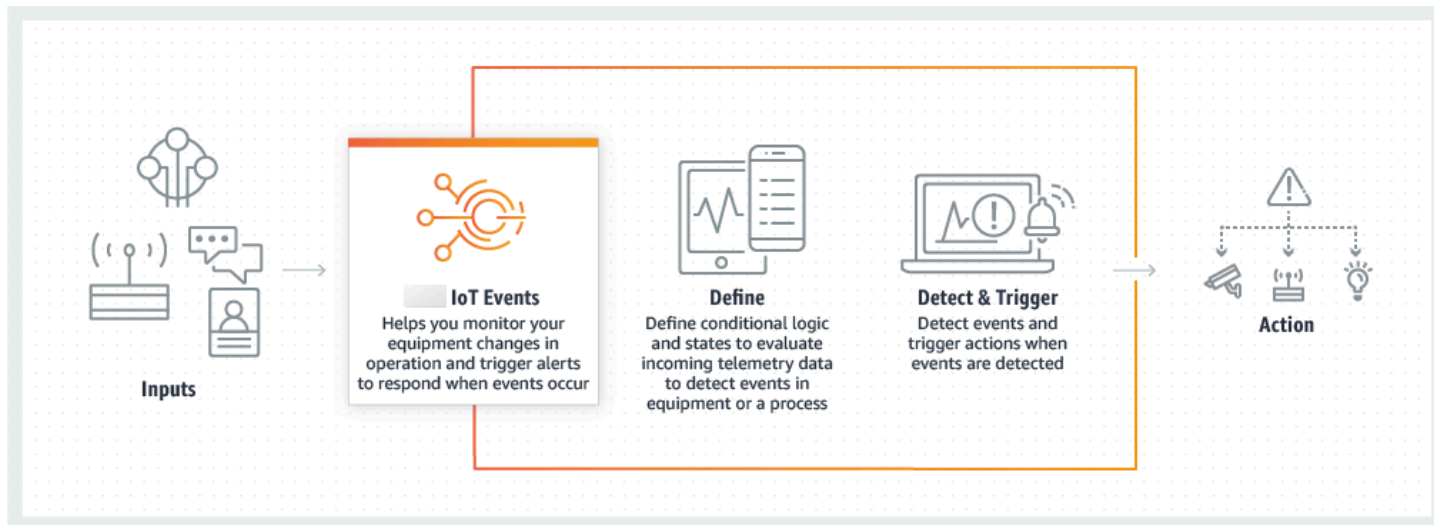 Inputs
IoT Events
Helps you monitor your
equipment changes in
operation and trigger alerts
to respond when events occur
Define
Define conditional logic
and states to evaluate
incoming telemetry data
to detect events in
equipment or a process
Detect & Trigger
Detect events and
trigger actions when
events are detected
Action